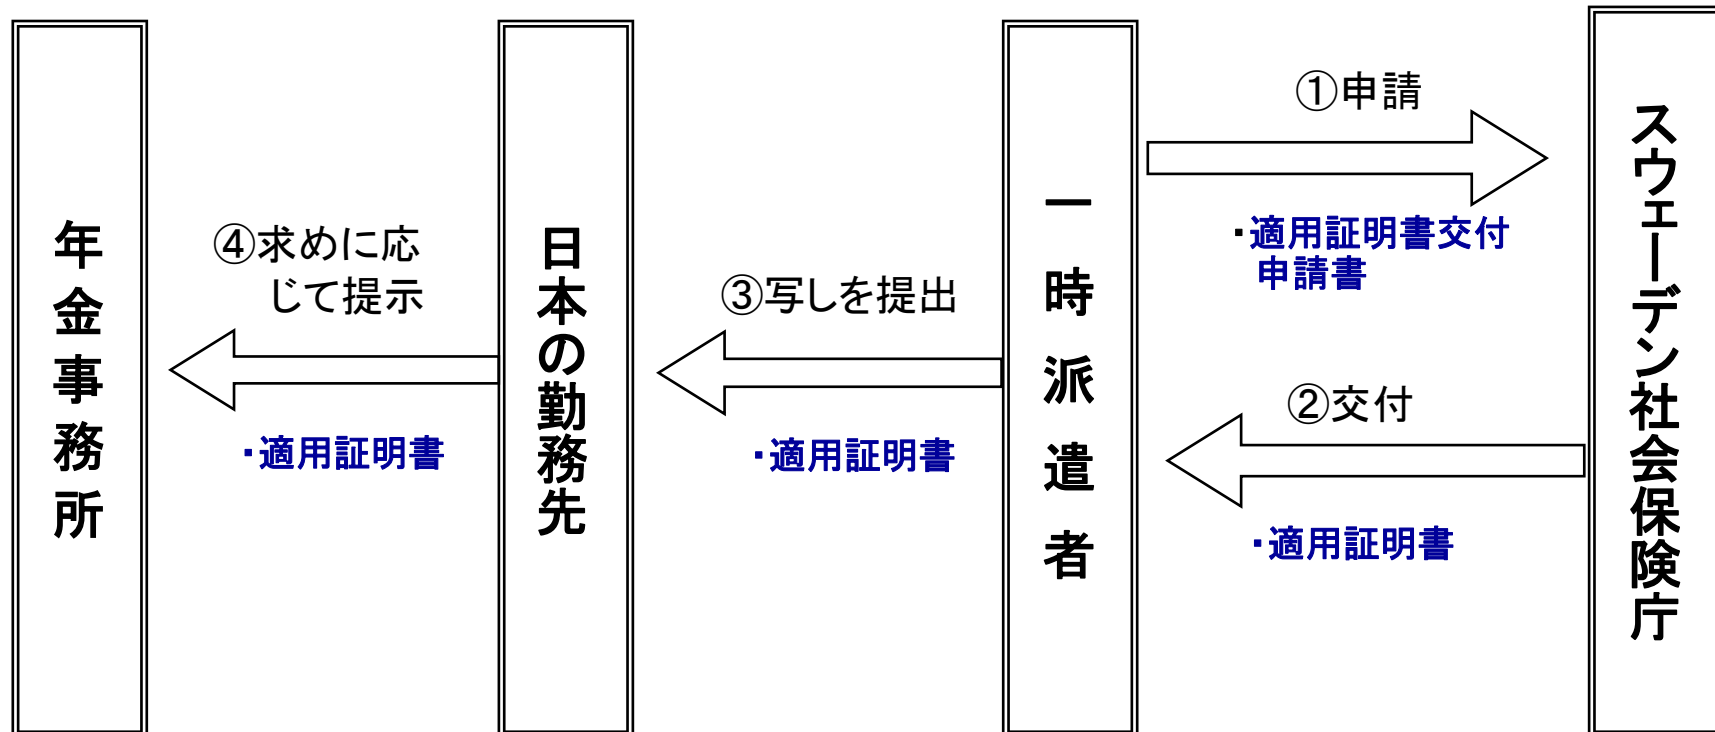 年金事務所
④求めに応
じて提示
・適用証明書
日本の勤務先
③写しを提出
・適用証明書
一時派遣者
①申請
・適用証明書交付
申請書
②交付
・適用証明書
スウェーデン社会保険庁